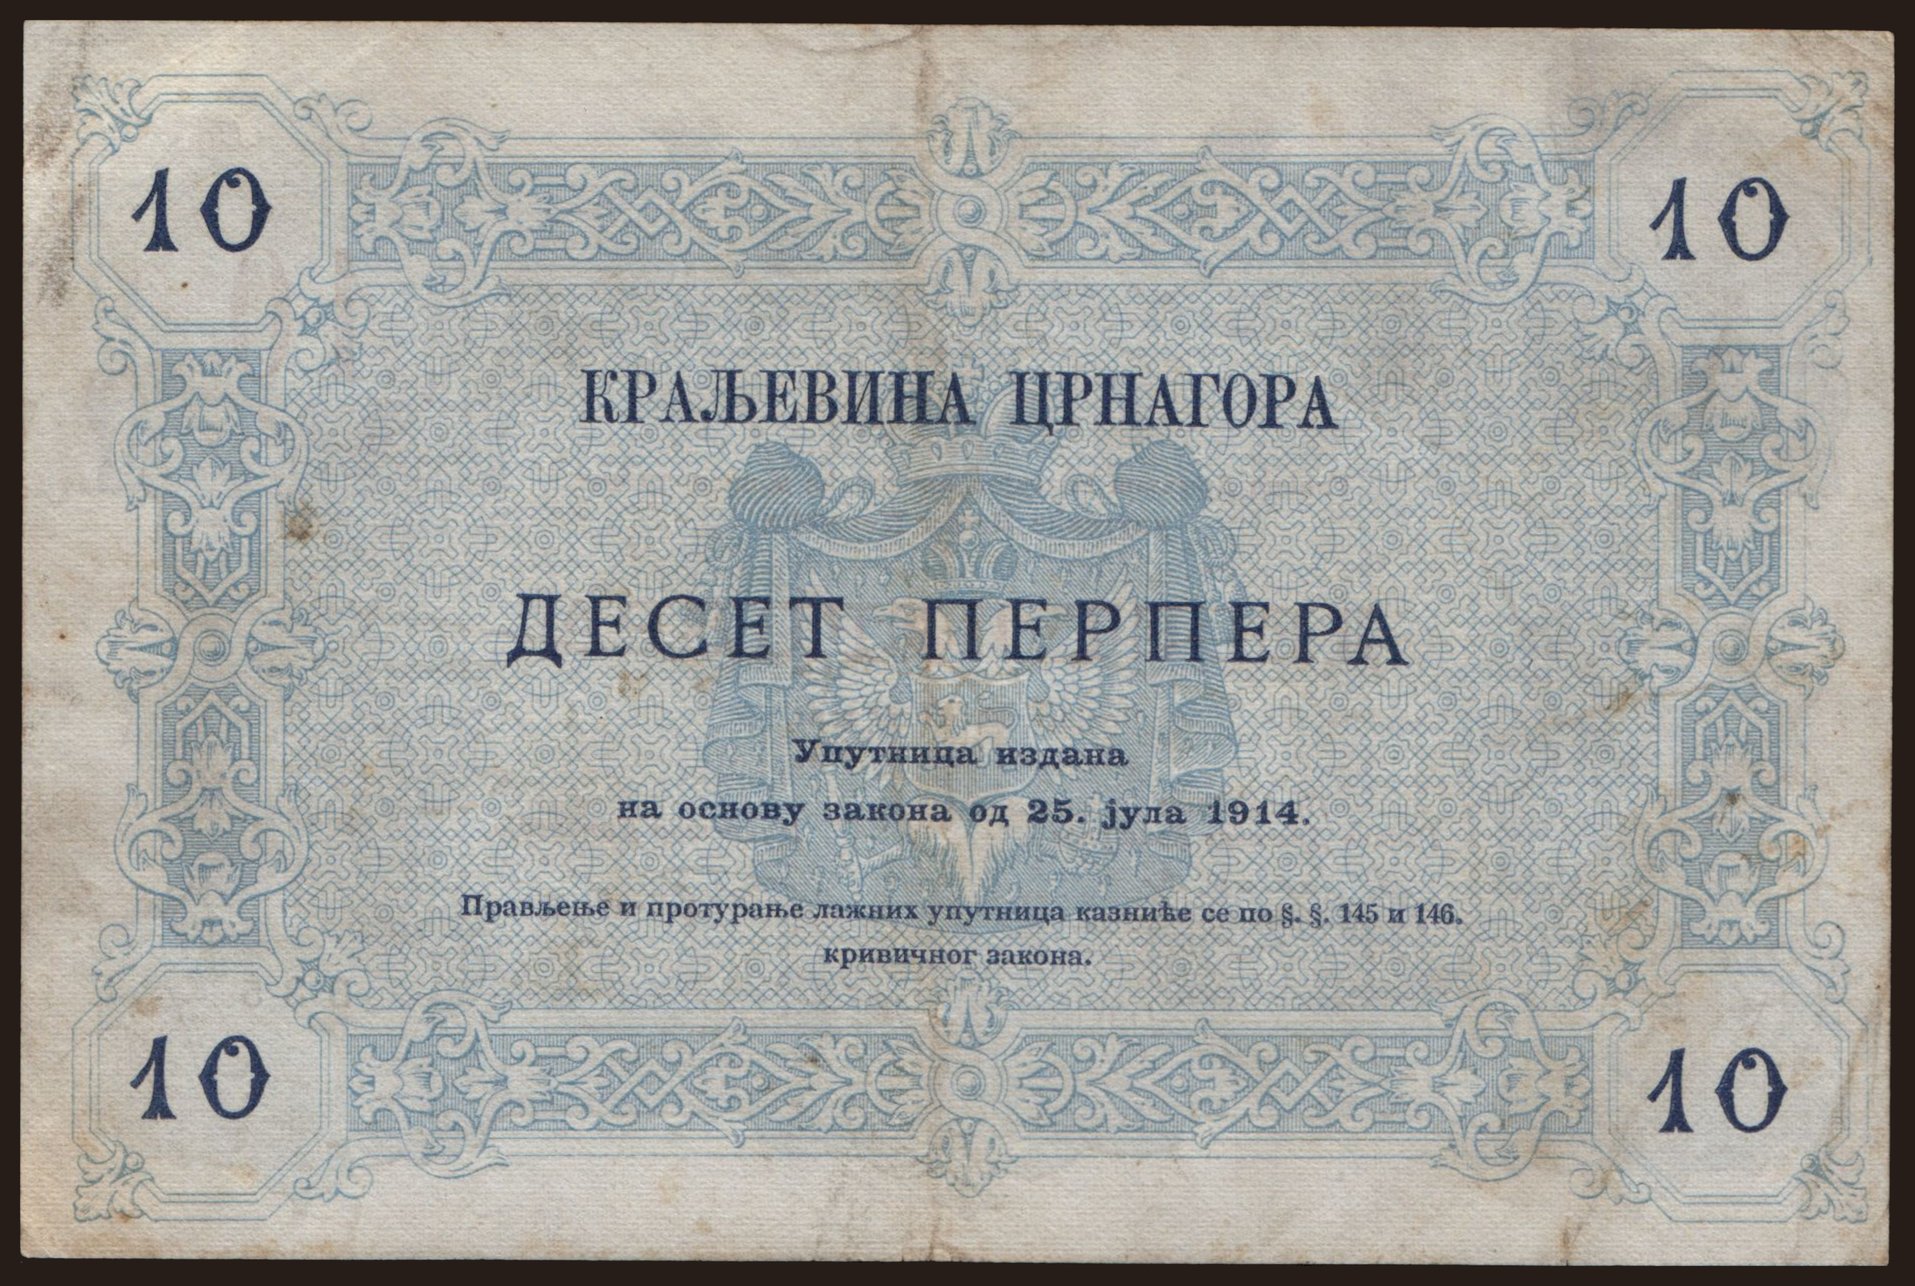 10 10
КРАЉЕВИНА ЦРНАГОРА
ДЕСЕТ ПЕРПЕРА
Упутница издана
на основу закона од 25. јула 1914.
Прављење и протурање лажних упутница казниће се по §. §. 145 и 146.
кривичног закона.
10 10